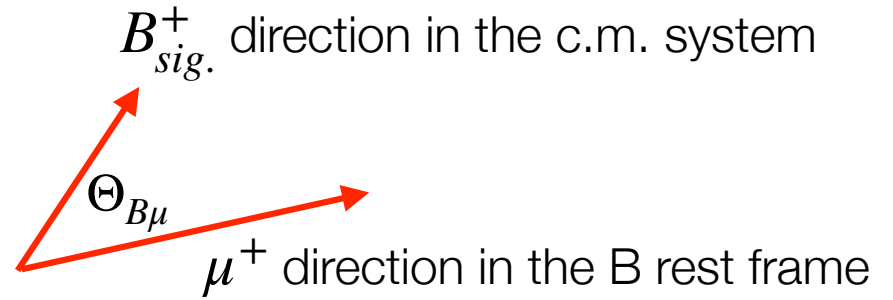 B⁺sig. direction in the c.m. system
ΘBμ
μ⁺ direction in the B rest frame